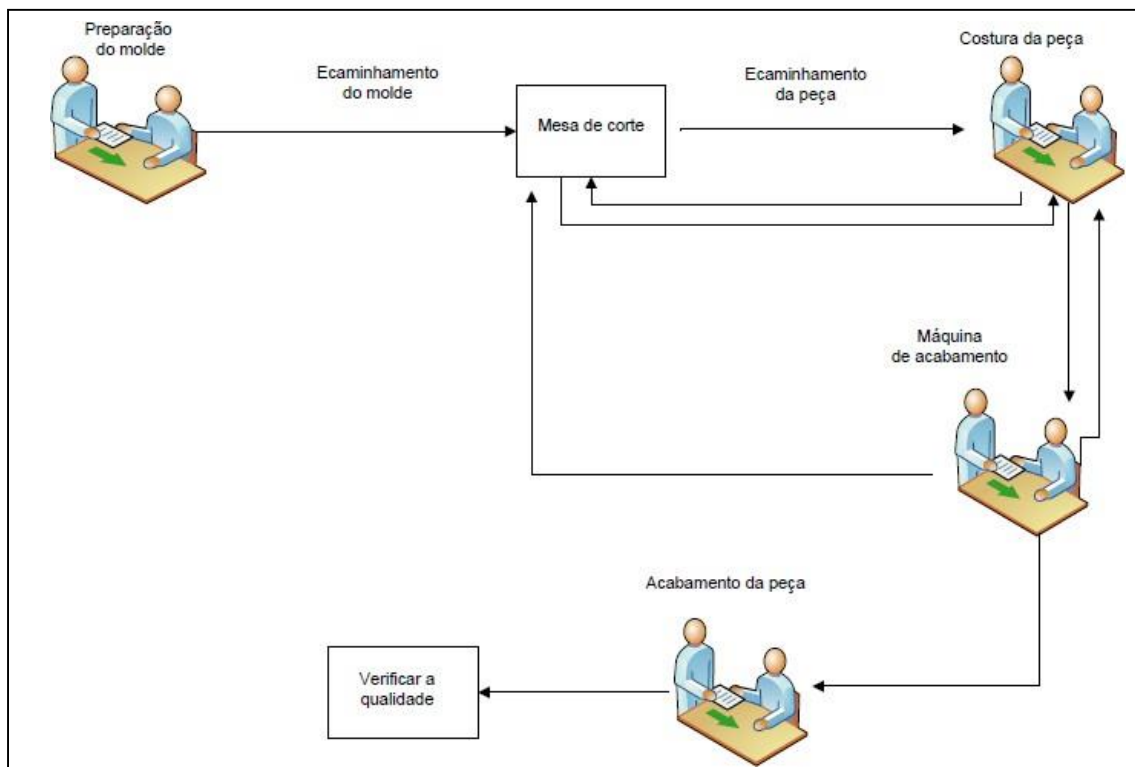 Preparação
do molde
Ecaminhamento
do molde
Mesa de corte
Ecaminhamento
da peça
Costura da peça
Máquina
de acabamento
Acabamento da peça
Verificar a
qualidade